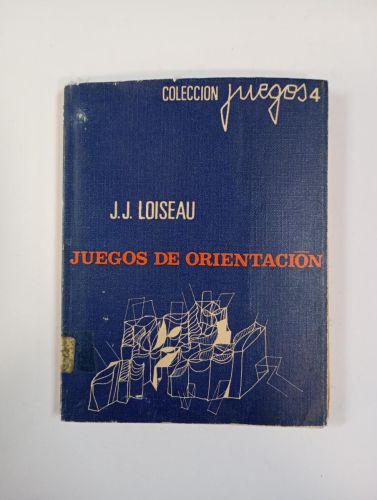 COLECCION juegos 4
J.J. LOISEAU
JUEGOS DE ORIENTACION